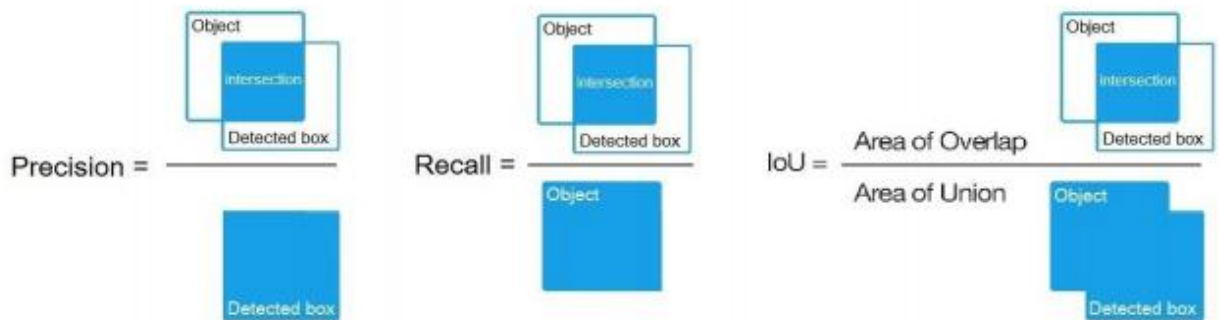 Object
Intersection
Detected box
Precision =
Detected box
Object
Intersection
Detected box
Recall =
Object
Object
Intersection
Detected box
IoU =
Area of Overlap
Area of Union
Object
Detected box